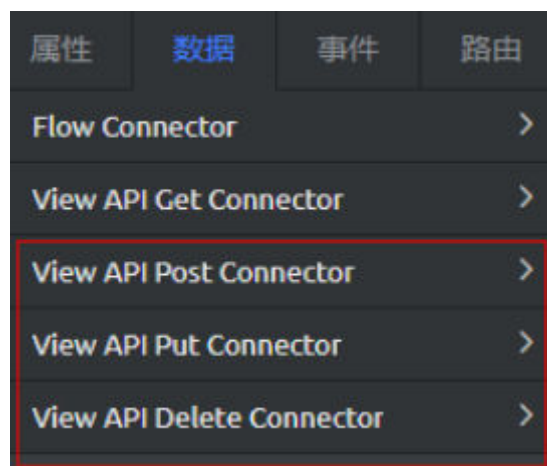 属性 数据 事件 路由
Flow Connector
View API Get Connector
View API Post Connector
View API Put Connector
View API Delete Connector